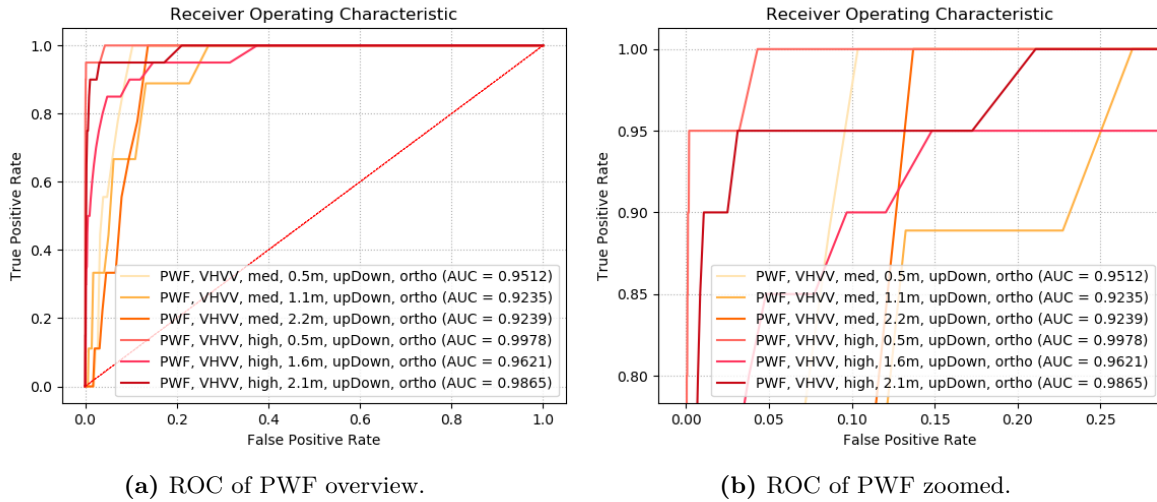 Receiver Operating Characteristic
1.0
0.8
0.6
0.4
0.2
0.0
True Positive Rate
PWF, VHVV, med, 0.5m, upDown, ortho (AUC = 0.9512)
PWF, VHVV, med, 1.1m, upDown, ortho (AUC = 0.9235)
PWF, VHVV, med, 2.2m, upDown, ortho (AUC = 0.9239)
PWF, VHVV, high, 0.5m, upDown, ortho (AUC = 0.9978)
PWF, VHVV, high, 1.6m, upDown, ortho (AUC = 0.9621)
PWF, VHVV, high, 2.1m, upDown, ortho (AUC = 0.9865)
0.0 0.2 0.4 0.6 0.8 1.0
False Positive Rate
(a) ROC of PWF overview.
Receiver Operating Characteristic
1.00
0.95
0.90
0.85
0.80
True Positive Rate
PWF, VHVV, med, 0.5m, upDown, ortho (AUC = 0.9512)
PWF, VHVV, med, 1.1m, upDown, ortho (AUC = 0.9235)
PWF, VHVV, med, 2.2m, upDown, ortho (AUC = 0.9239)
PWF, VHVV, high, 0.5m, upDown, ortho (AUC = 0.9978)
PWF, VHVV, high, 1.6m, upDown, ortho (AUC = 0.9621)
PWF, VHVV, high, 2.1m, upDown, ortho (AUC = 0.9865)
0.00 0.05 0.10 0.15 0.20 0.25
False Positive Rate
(b) ROC of PWF zoomed.